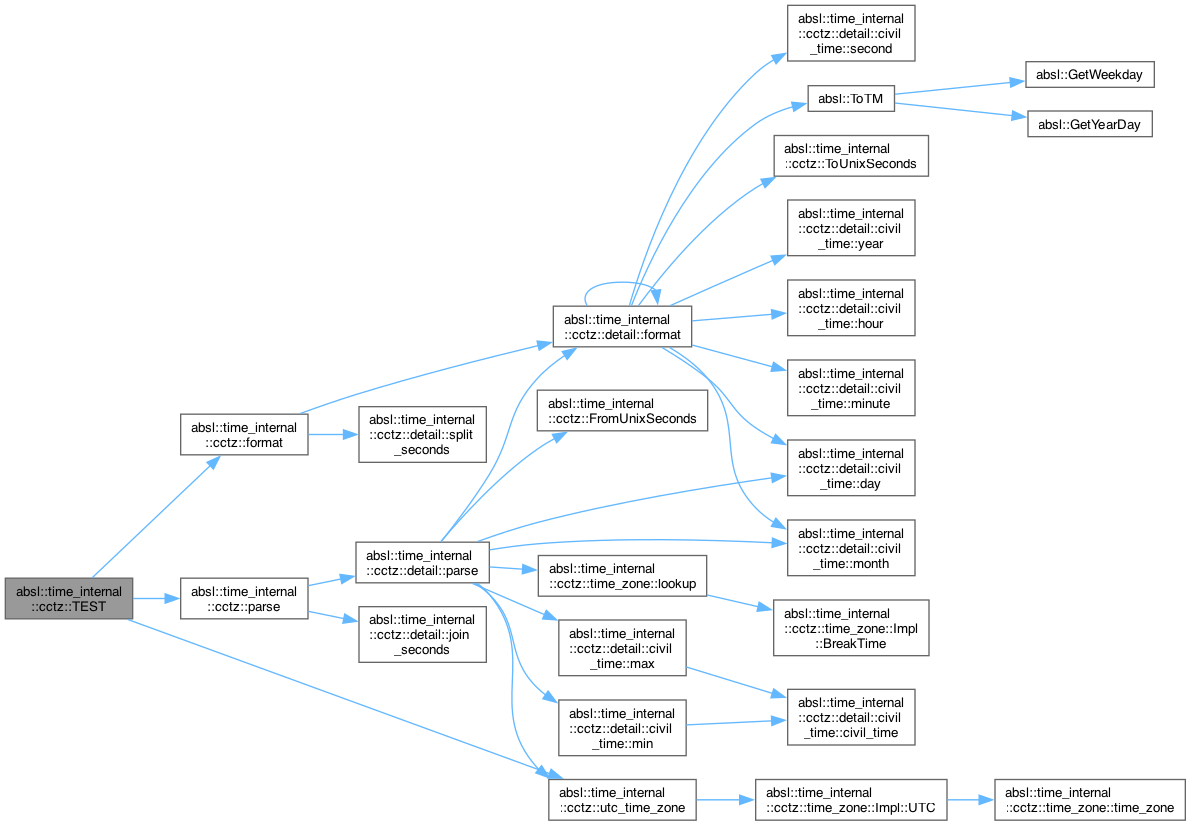 absl::time_internal
::cctz::TEST
absl::time_internal
::cctz::format
absl::time_internal
::cctz::parse
absl::time_internal
::cctz::detail::split
_seconds
absl::time_internal
::cctz::detail::parse
absl::time_internal
::cctz::detail::join
_seconds
absl::time_internal
::cctz::detail::format
absl::time_internal
::cctz::FromUnixSeconds
absl::time_internal
::cctz::time_zone::lookup
absl::time_internal
::cctz::detail::civil
_time::max
absl::time_internal
::cctz::detail::civil
_time::min
absl::time_internal
::cctz::utc_time_zone
absl::time_internal
::cctz::detail::civil
_time::second
absl::ToTM
absl::time_internal
::cctz::ToUnixSeconds
absl::time_internal
::cctz::detail::civil
_time::year
absl::time_internal
::cctz::detail::civil
_time::hour
absl::time_internal
::cctz::detail::civil
_time::minute
absl::time_internal
::cctz::detail::civil
_time::day
absl::time_internal
::cctz::detail::civil
_time::month
absl::time_internal
::cctz::time_zone::Impl
::BreakTime
absl::time_internal
::cctz::detail::civil
_time::civil_time
absl::time_internal
::cctz::time_zone::Impl::UTC
absl::GetWeekday
absl::GetYearDay
absl::time_internal
::cctz::time_zone::time_zone